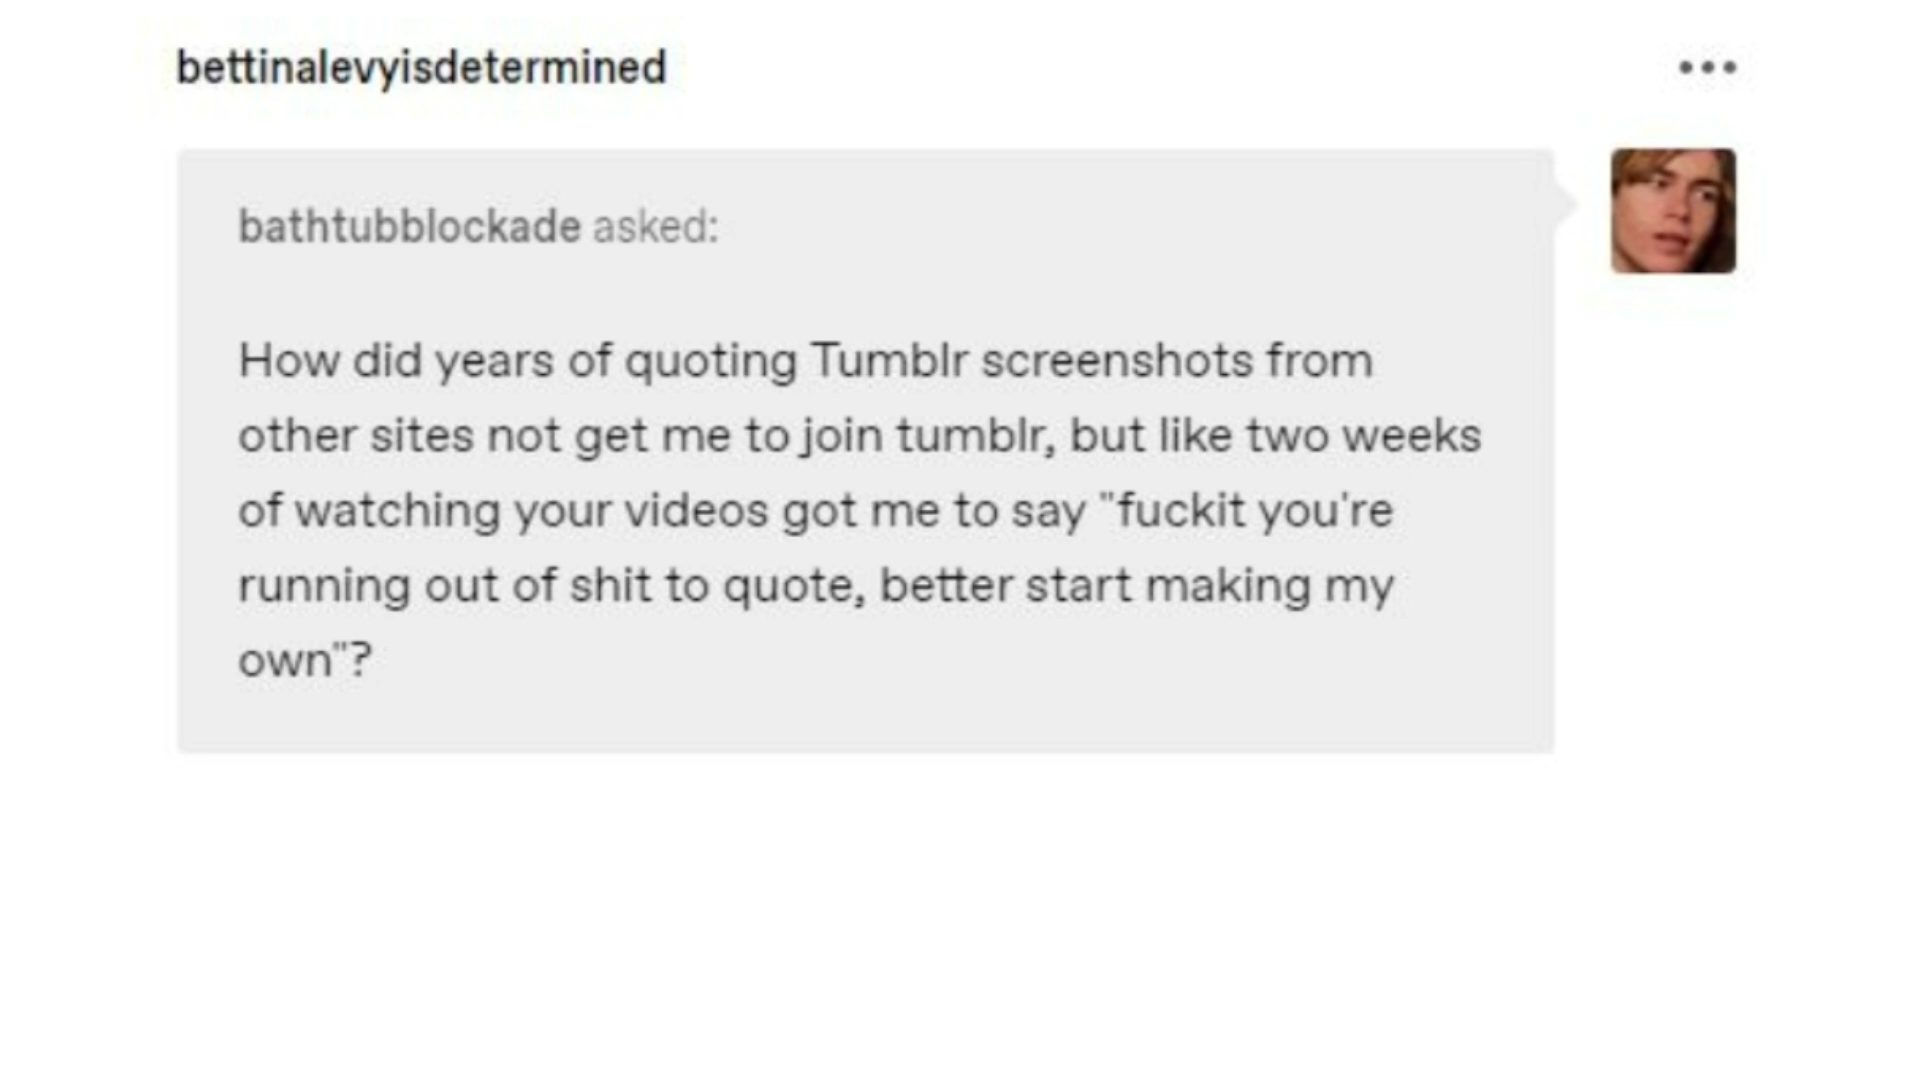 bettinalevyisdetermined
bathtubblockade asked:
How did years of quoting Tumblr screenshots from
other sites not get me to join tumblr, but like two weeks
of watching your videos got me to say "fuckit you're
running out of shit to quote, better start making my
own"?